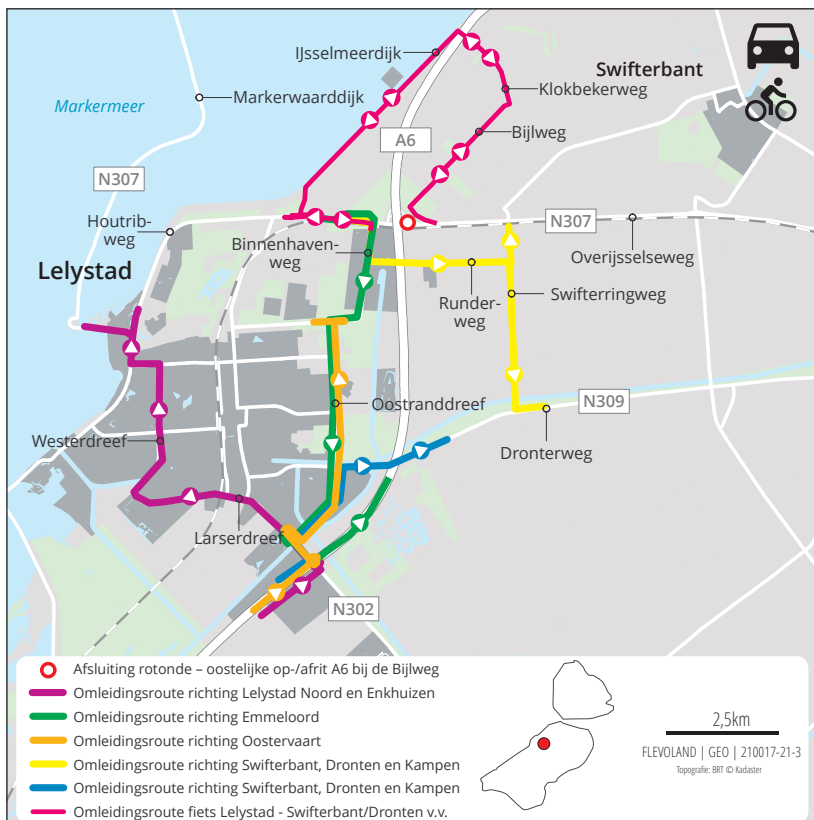 IJsselmeerdijk
Swifterbant
Markermeer
Markerwaarddijk
Klokbekerweg
A6
Bijlweg
N307
Houtrib-
weg
N307
Binnenhaven-
weg
Overijsselseweg
Lelystad
Runder-
weg
Swifterringweg
Oostranddreef
N309
Westerdreef
Dronterweg
Larserdreef
N302
Afsluiting rotonde – oostelijke op-/afrit A6 bij de Bijlweg
Omleidingsroute richting Lelystad Noord en Enkhuizen
Omleidingsroute richting Emmeloord
Omleidingsroute richting Oostervaart
Omleidingsroute richting Swifterbant, Dronten en Kampen
Omleidingsroute richting Swifterbant, Dronten en Kampen
Omleidingsroute fiets Lelystad - Swifterbant/Dronten v.v.
2,5km
FLEVOLAND | GEO | 210017-21-3
Topografie: BRT © Kadaster